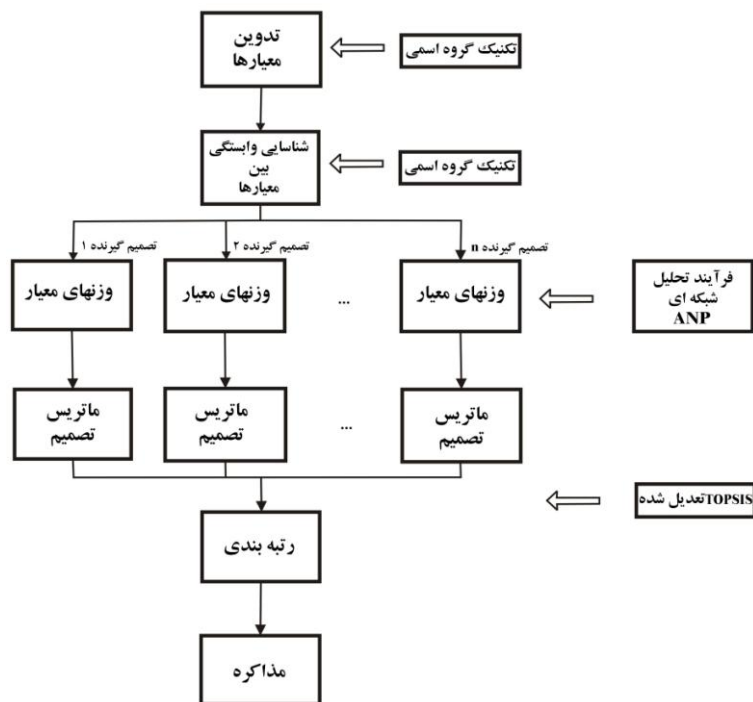 تدوین
معیارها
تکنیک گروه اسمی
شناسایی وابستگی
بین
معیارها
تکنیک گروه اسمی
تصمیم گیرنده ۱
تصمیم گیرنده ۲
تصمیم گیرنده n
وزنهای معیار
وزنهای معیار
...
وزنهای معیار
فرآیند تحلیل
شبکه ای
ANP
ماتریس
تصمیم
ماتریس
تصمیم
...
ماتریس
تصمیم
TOPSISتعدیل شده
رتبه بندی
مذاکره